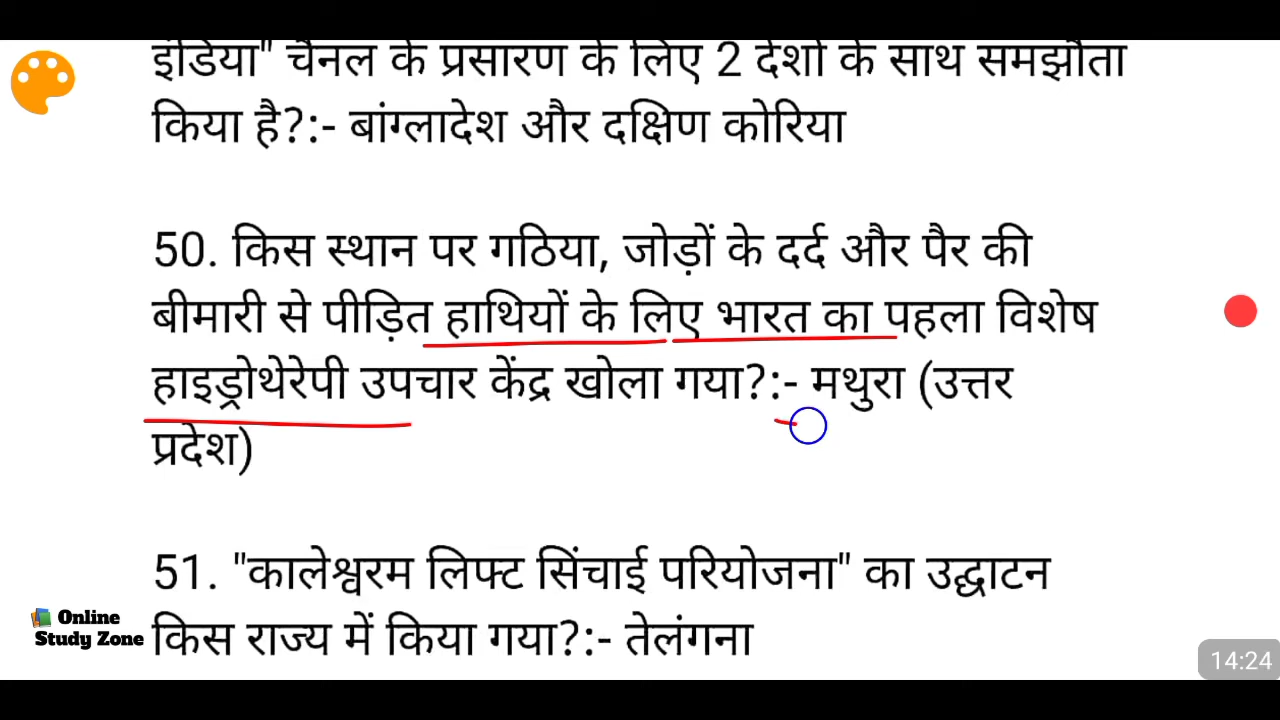 इंडिया" चैनल के प्रसारण के लिए 2 देशों के साथ समझौता
किया है?:- बांग्लादेश और दक्षिण कोरिया
50. किस स्थान पर गठिया, जोड़ों के दर्द और पैर की
बीमारी से पीड़ित हाथियों के लिए भारत का पहला विशेष
हाइड्रोथेरेपी उपचार केंद्र खोला गया?:- मथुरा (उत्तर
प्रदेश)
51. "कालेश्वरम लिफ्ट सिंचाई परियोजना" का उद्घाटन
किस राज्य में किया गया?:- तेलंगना
Online
Study Zone
14:24